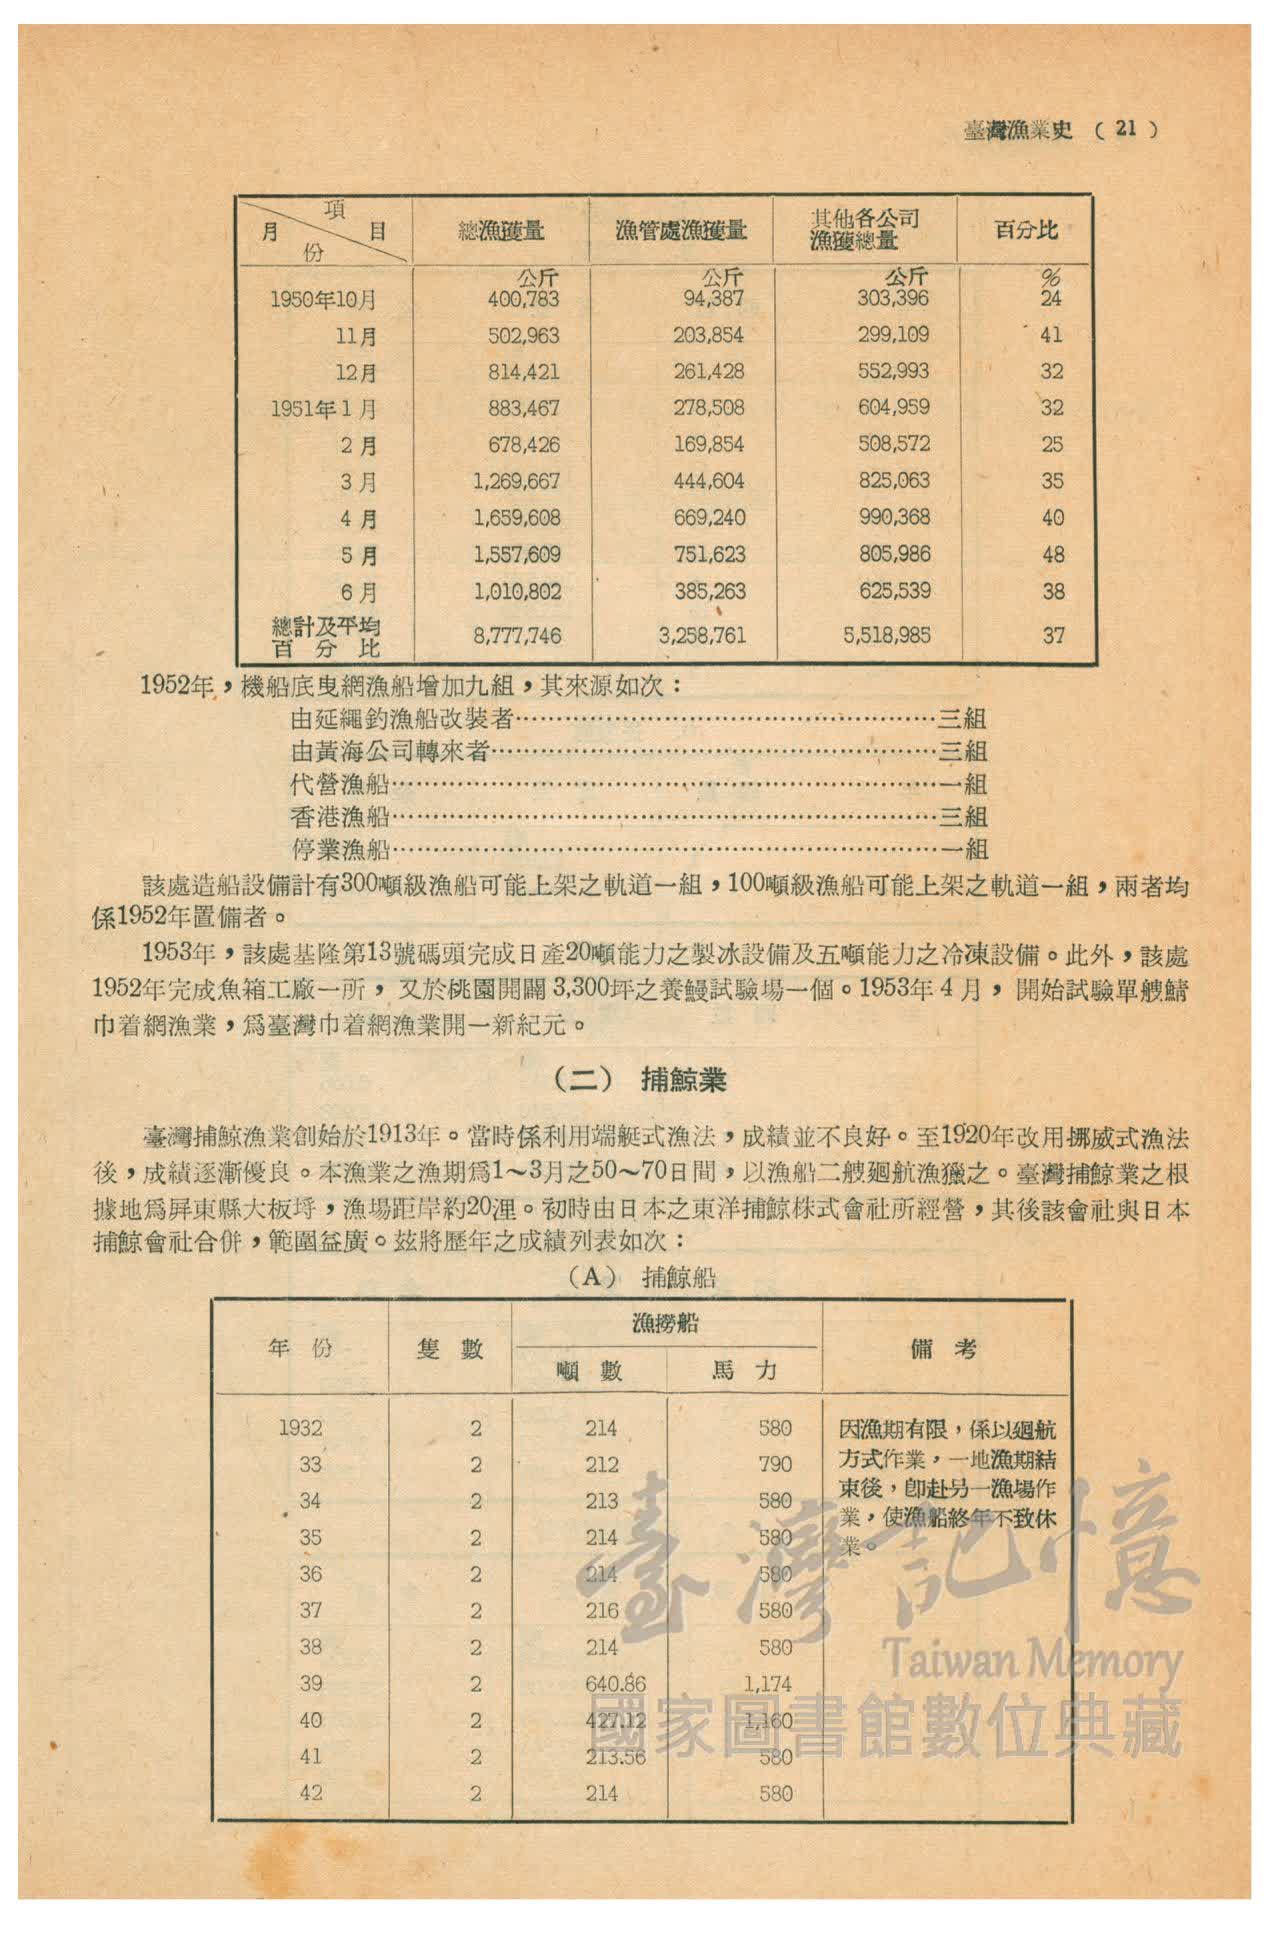 臺灣漁業史 ( 21 )
項
月 目
份
總漁獲量 漁管處漁獲量 其他各公司漁獲總量 百分比
公斤 公斤 公斤 %
1950年10月 400,783 94,387 303,396 24
11月 502,963 203,854 299,109 41
12月 814,421 261,428 552,993 32
1951年1月 883,467 278,508 604,959 32
2月 678,426 169,854 508,572 25
3月 1,269,667 444,604 825,063 35
4月 1,659,608 669,240 990,368 40
5月 1,557,609 751,623 805,986 48
6月 1,010,802 385,263 625,539 38
總計及平均百分比 8,777,746 3,258,761 5,518,985 37
1952年，機船底曳網漁船增加九組，其來源如次：
由延繩釣漁船改裝者……………………………………………三組
由黃海公司轉來者………………………………………………三組
代營漁船…………………………………………………………一組
香港漁船…………………………………………………………三組
停業漁船…………………………………………………………一組
該處造船設備計有300噸級漁船可能上架之軌道一組，100噸級漁船可能上架之軌道一組，兩者均
係1952年置備者。
1953年，該處基隆第13號碼頭完成日產20噸能力之製冰設備及五噸能力之冷凍設備。此外，該處
1952年完成魚箱工廠一所，又於桃園開闢3,300坪之養鰻試驗場一個。1953年4月，開始試驗單艘鯖
巾着網漁業，爲臺灣巾着網漁業開一新紀元。
(二) 捕鯨業
臺灣捕鯨漁業創始於1913年。當時係利用端艇式漁法，成績並不良好。至1920年改用挪威式漁法
後，成績逐漸優良。本漁業之漁期爲1～3月之50～70日間，以漁船二艘廻航漁獵之。臺灣捕鯨業之根
據地爲屏東縣大板埓，漁場距岸約20浬。初時由日本之東洋捕鯨株式會社所經營，其後該會社與日本
捕鯨會社合併，範圍益廣。玆將歷年之成績列表如次：
(A) 捕鯨船
年份 隻數 漁撈船 備考
噸數 馬力
1932 2 214 580 因漁期有限，係以廻航
33 2 212 790 方式作業，一地漁期結
束後，卽赴另一漁場作
34 2 213 580 業，使漁船終年不致休
35 2 214 580 業。
36 2 214 580
37 2 216 580
38 2 214 580
39 2 640.86 1,174
40 2 427.12 1,160
41 2 213.56 580
42 2 214 580
臺灣記憶
Taiwan Memory
國家圖書館數位典藏